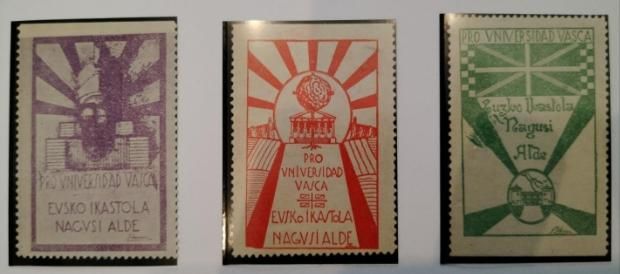 PRO VNIVERSIDAD VASCA
EVSKO IKASTOLA
NAGVSI ALDE
PRO
VNIVERSIDAD
VASCA
EVSKO IKASTOLA
NAGVSI ALDE
PRO VNIVERSIDAD VASCA
Euzko Ikastola
Nagusi
Alde